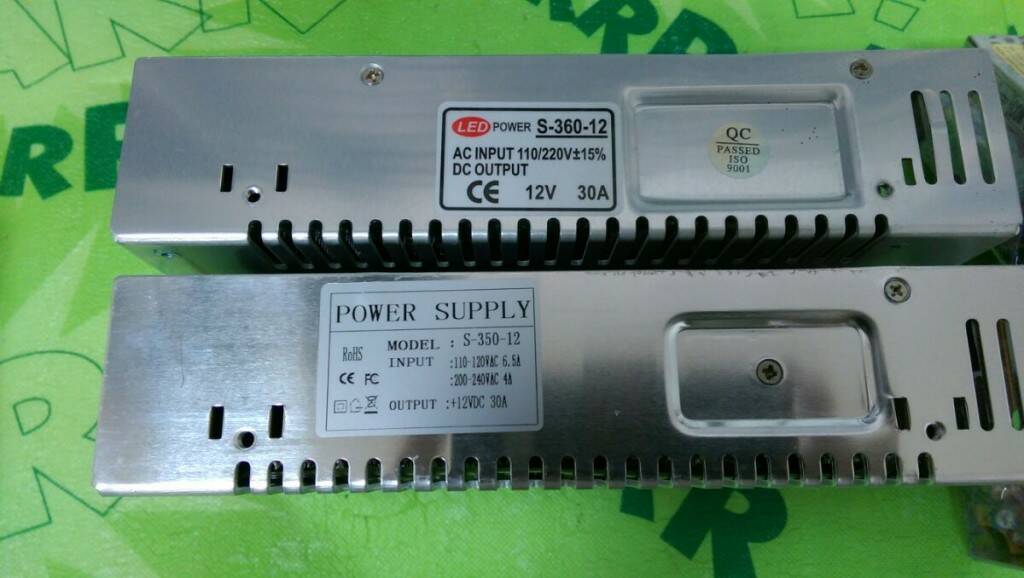 LED POWER S-360-12
AC INPUT 110/220V±15%
DC OUTPUT
CE 12V 30A
QC
PASSED
ISO
9001
POWER SUPPLY
MODEL : S-350-12
RoHS
INPUT :110-120VAC 6.5A
:200-240VAC 4A
CE FC
OUTPUT :+12VDC 30A